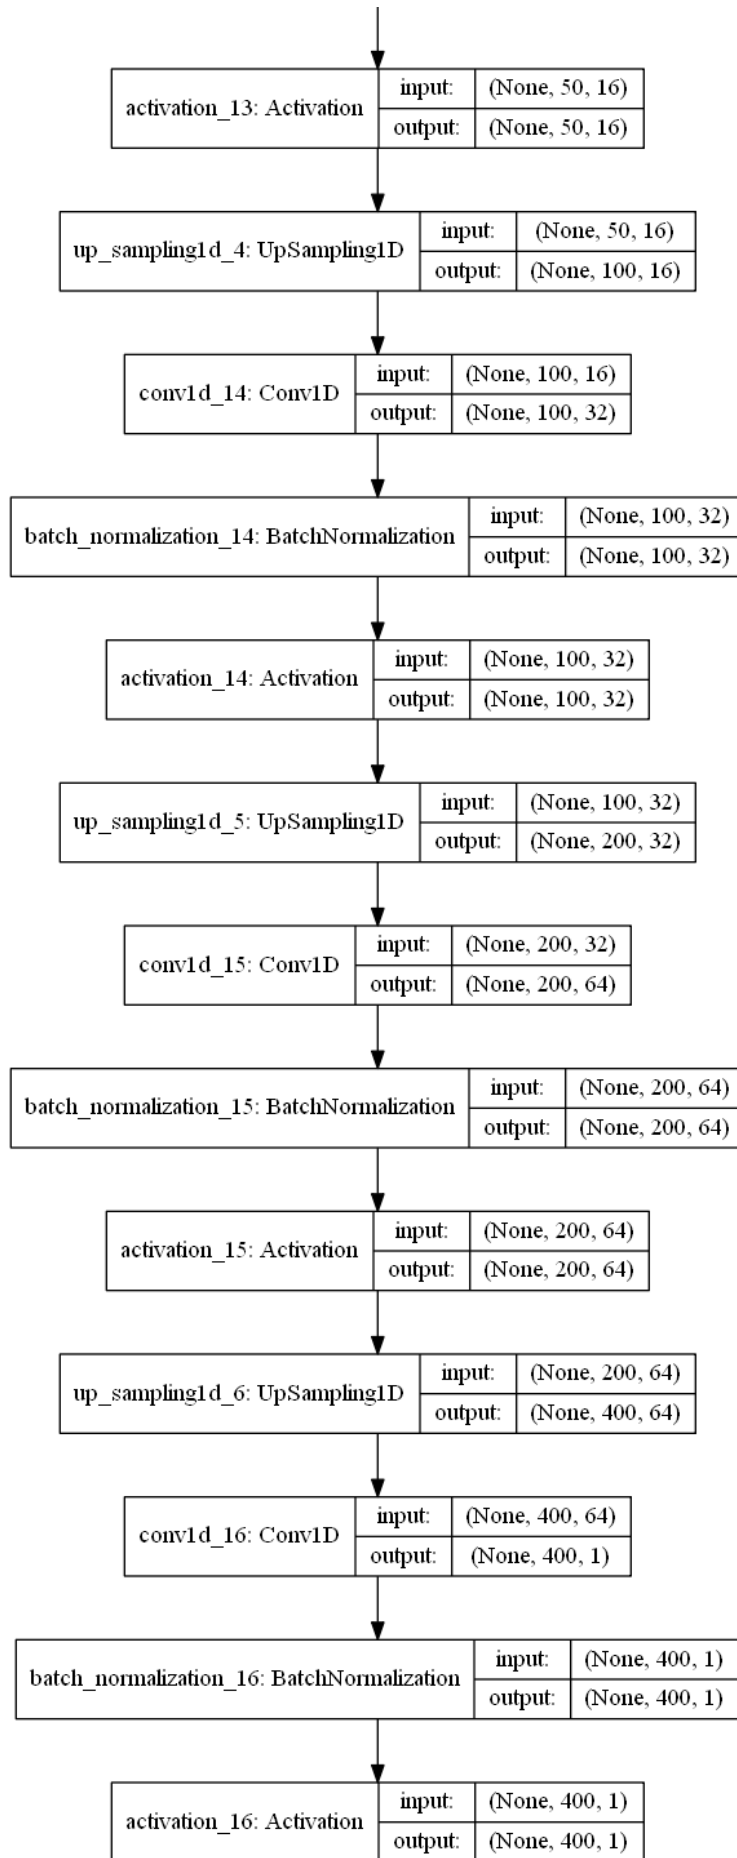 activation_13: Activation
input: (None, 50, 16)
output: (None, 50, 16)
up_sampling1d_4: UpSampling1D
input: (None, 50, 16)
output: (None, 100, 16)
conv1d_14: Conv1D
input: (None, 100, 16)
output: (None, 100, 32)
batch_normalization_14: BatchNormalization
input: (None, 100, 32)
output: (None, 100, 32)
activation_14: Activation
input: (None, 100, 32)
output: (None, 100, 32)
up_sampling1d_5: UpSampling1D
input: (None, 100, 32)
output: (None, 200, 32)
conv1d_15: Conv1D
input: (None, 200, 32)
output: (None, 200, 64)
batch_normalization_15: BatchNormalization
input: (None, 200, 64)
output: (None, 200, 64)
activation_15: Activation
input: (None, 200, 64)
output: (None, 200, 64)
up_sampling1d_6: UpSampling1D
input: (None, 200, 64)
output: (None, 400, 64)
conv1d_16: Conv1D
input: (None, 400, 64)
output: (None, 400, 1)
batch_normalization_16: BatchNormalization
input: (None, 400, 1)
output: (None, 400, 1)
activation_16: Activation
input: (None, 400, 1)
output: (None, 400, 1)